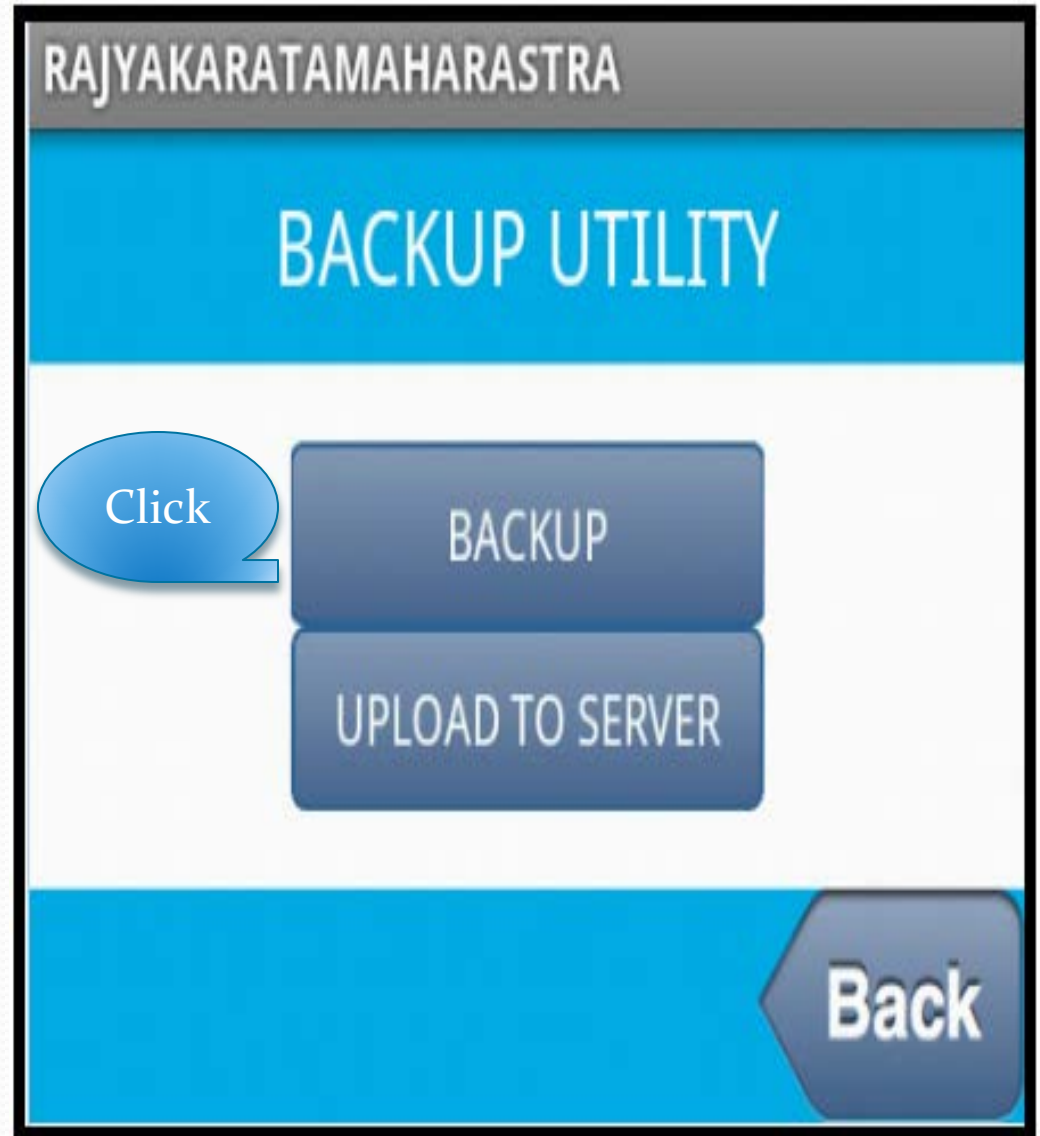 RAJYAKARATAMAHARASTRA
BACKUP UTILITY
Click
BACKUP
UPLOAD TO SERVER
Back